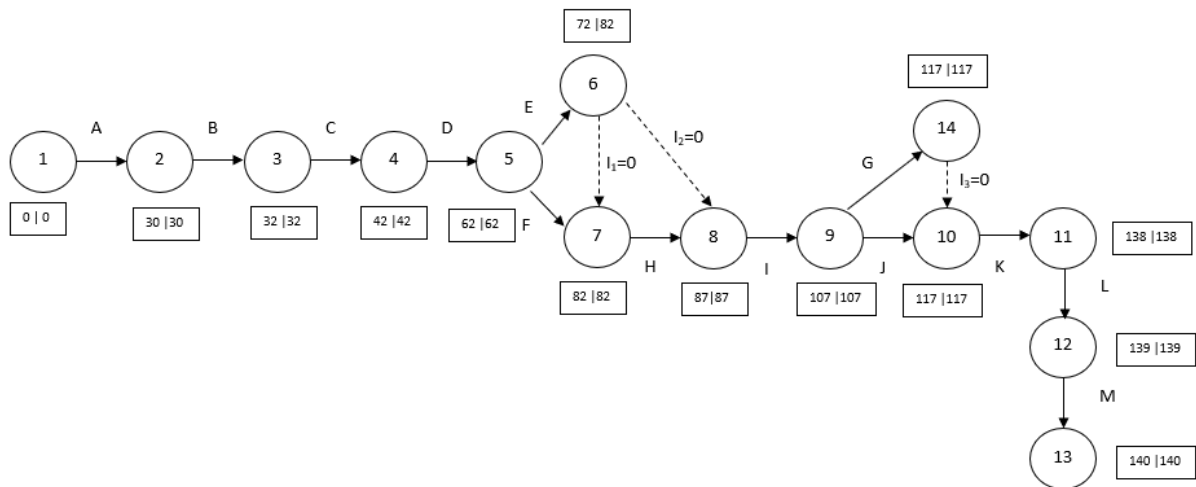 72 |82
117 |117
6
E
14
A B C D
I₂=0
1 2 3 4 5
I₁=0
G
I₃=0
0 | 0 30 |30 32 |32 42 |42 62 |62 F
7 8 9 10 11
138 |138
H I J K
82 |82 87|87 107 |107 117 |117
L
12
139 |139
M
13
140 |140